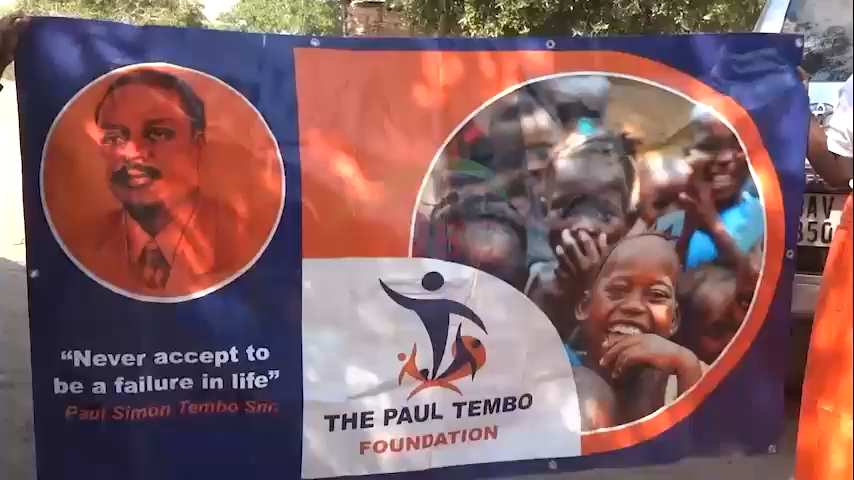 “Never accept to
be a failure in life”
Paul Simon Tembo Snr.
THE PAUL TEMBO
FOUNDATION